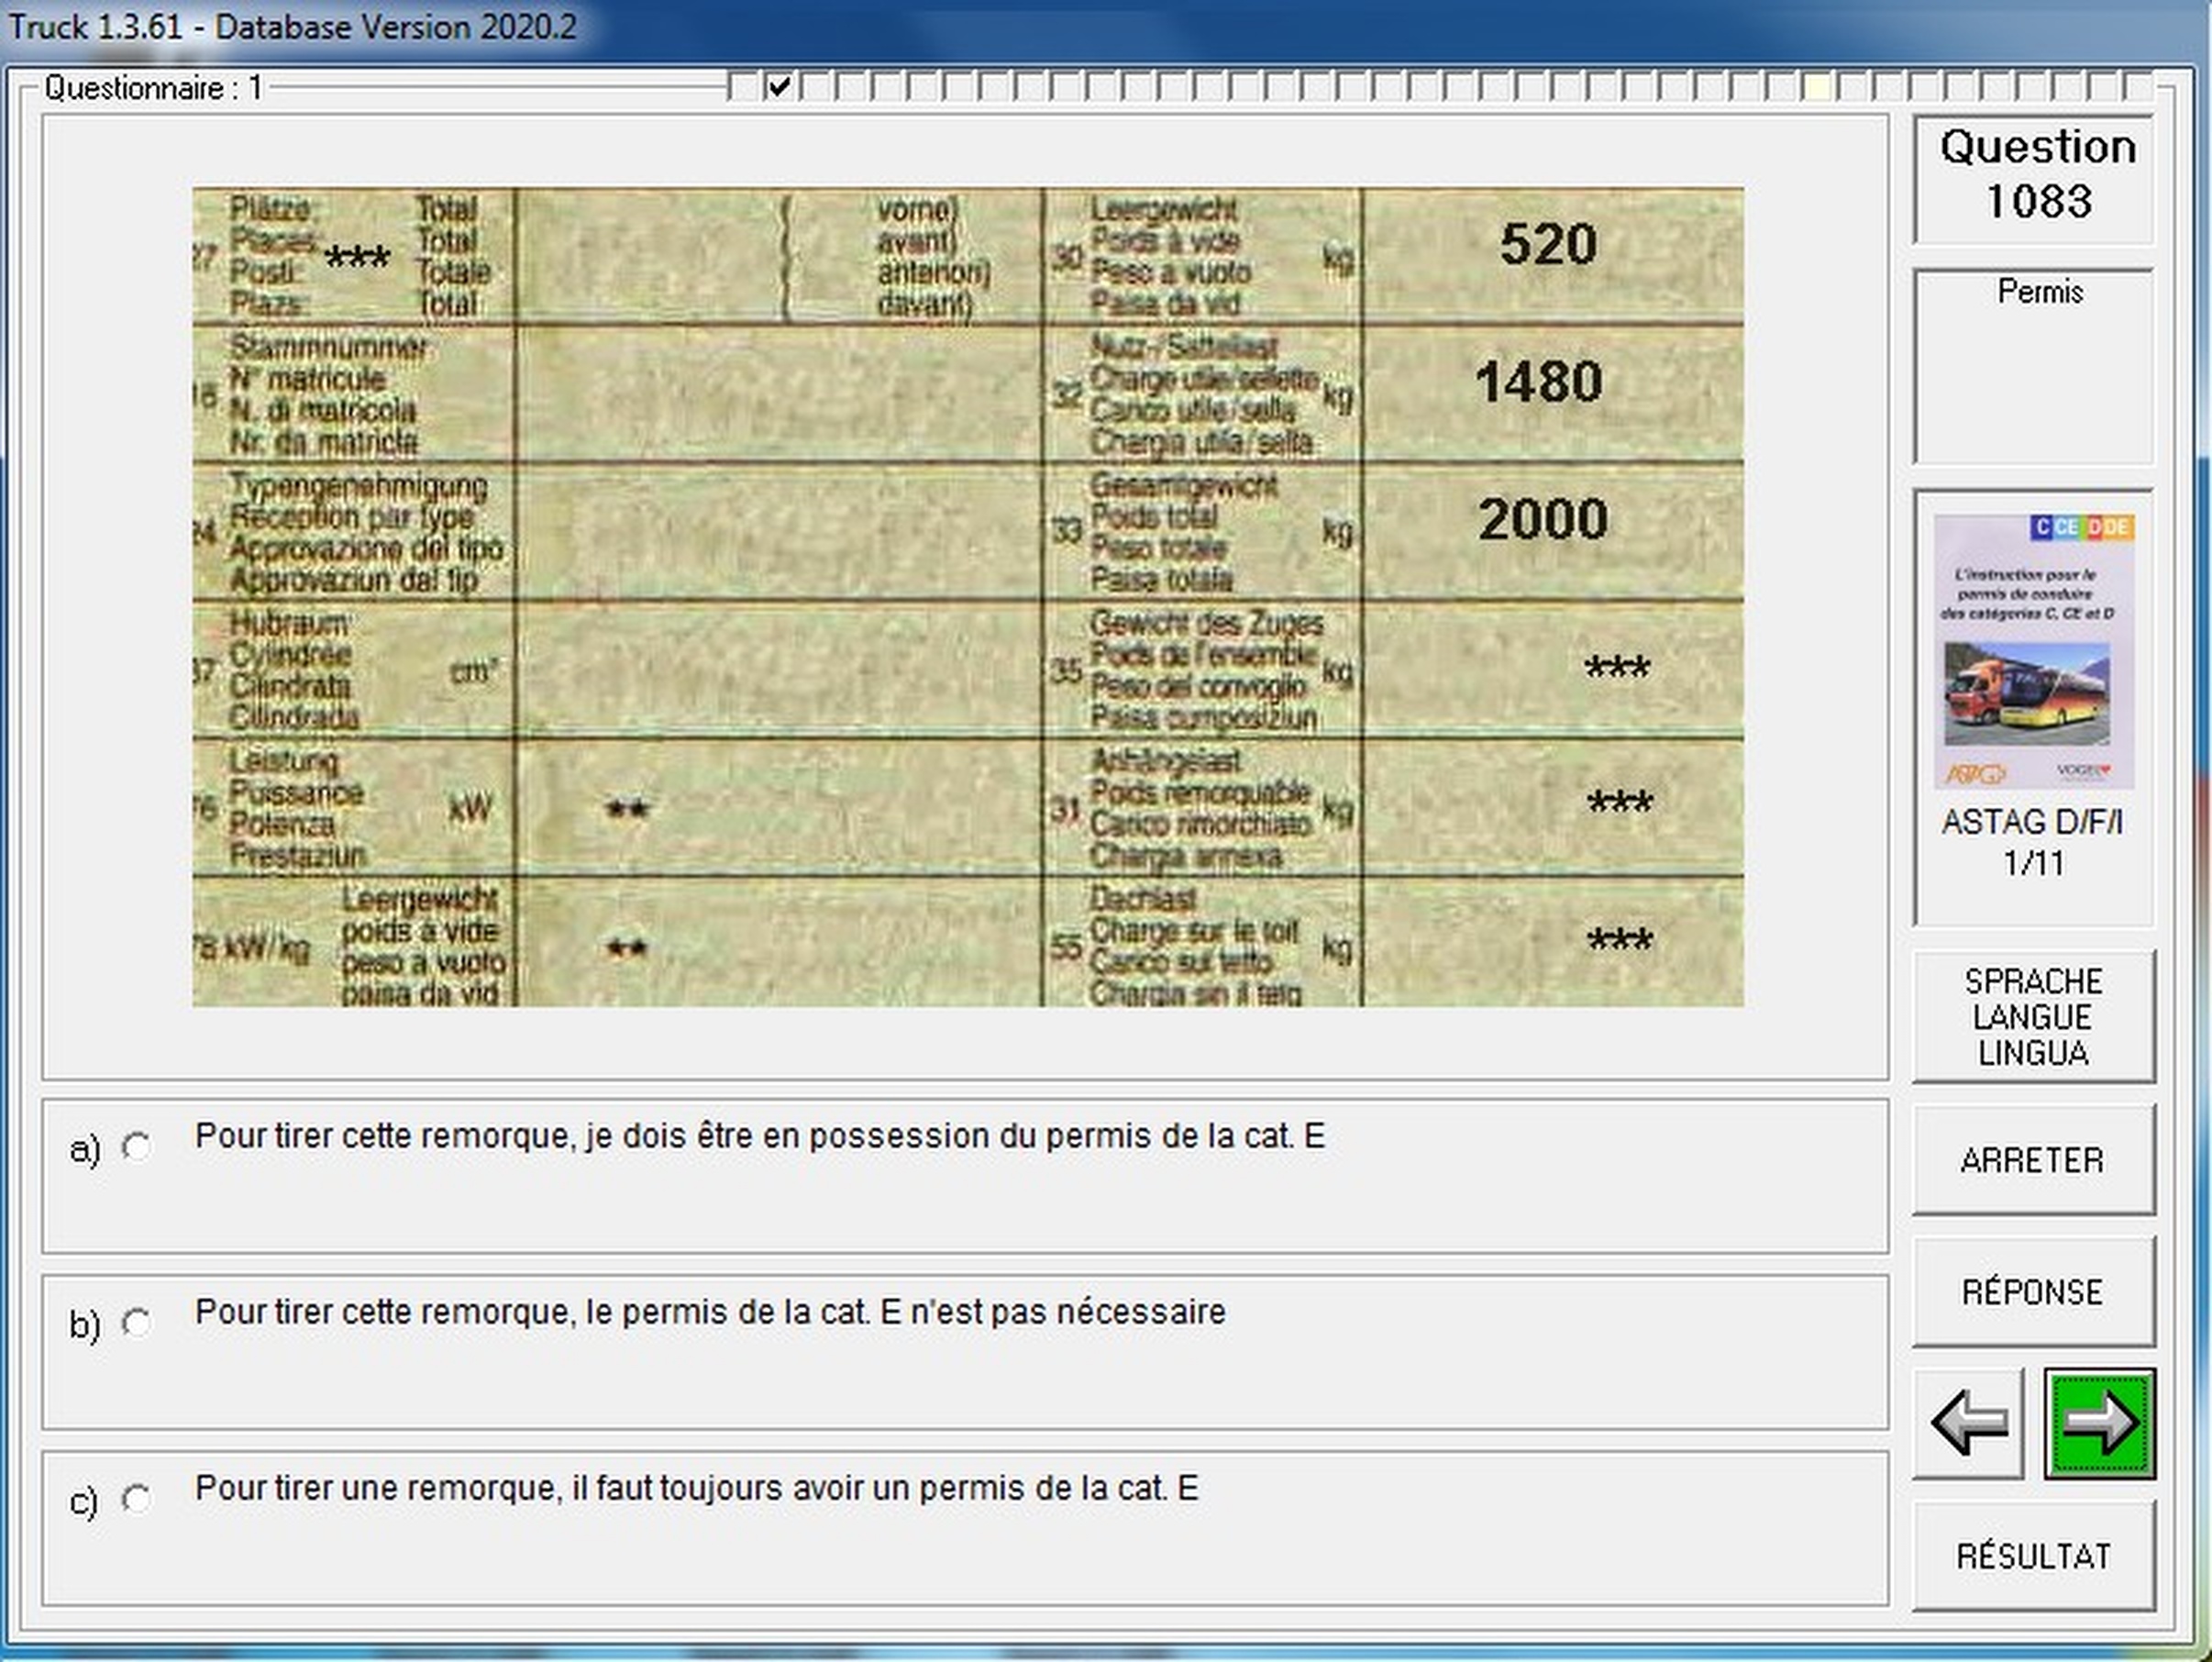 Truck 1.3.61 - Database Version 2020.2
Questionnaire : 1
27 Plätze: Total
Places: Total
Posti: *** Totale
Plazs: Total
vorne)
avant)
anteriori)
davant)
30 Leergewicht
Poids à vide
Peso a vuoto
Paisa da vid
kg
520
Stammnummer
N° matricule
N. di matricola
Nr. da matricla
32 Nutz-/Sattellast
Charge utile/sellette
Carico utile/sella
Chargia utila/sella
kg
1480
Typengenehmigung
Réception par type
Approvazione del tipo
Approvaziun dal tip
33 Gesamtgewicht
Poids total
Peso totale
Paisa totala
kg
2000
37 Hubraum
Cylindrée
Cilindrata
Cilindrada
cm³
35 Gewicht des Zuges
Poids de l'ensemble
Peso del convoglio
Paisa cumposiziun
kg
***
76 Leistung
Puissance
Potenza
Prestaziun
kW
**
31 Anhängelast
Poids remorquable
Carico rimorchiato
Chargia annexa
kg
***
78 kW/kg
Leergewicht
poids à vide
peso a vuoto
paisa da vid
**
55 Dachlast
Charge sur le toit
Carico sul tetto
Chargia sin il tetg
kg
***
Question
1083
Permis
C CE D DE
L'instruction pour le
permis de conduire
des catégories C, CE et D
ASTAG
VOGEL
ASTAG D/F/I
1/11
SPRACHE
LANGUE
LINGUA
ARRETER
RÉPONSE
RÉSULTAT
a) Pour tirer cette remorque, je dois être en possession du permis de la cat. E
b) Pour tirer cette remorque, le permis de la cat. E n'est pas nécessaire
c) Pour tirer une remorque, il faut toujours avoir un permis de la cat. E